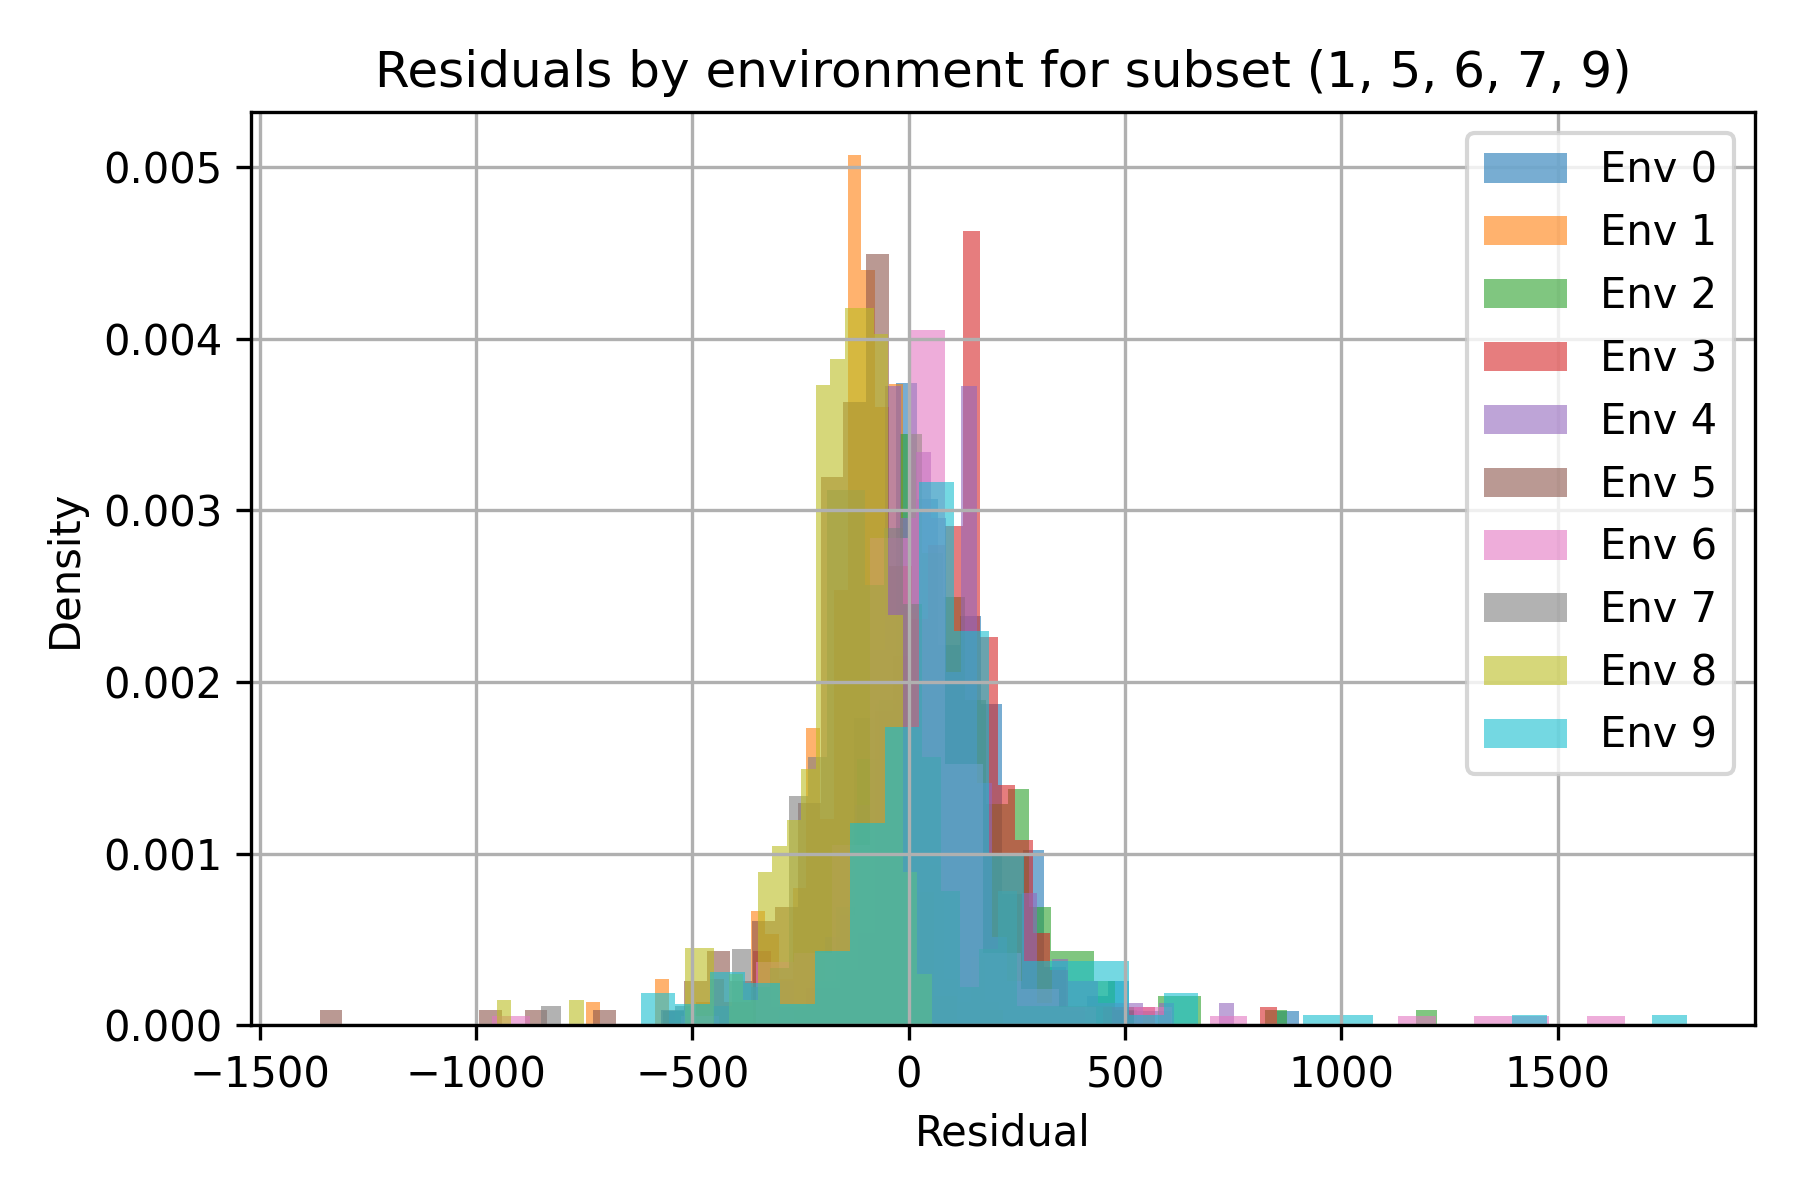 Residuals by environment for subset (1, 5, 6, 7, 9)
0.005
0.004
0.003
0.002
0.001
0.000
Density
−1500
−1000
−500
0
500
1000
1500
Residual
Env 0
Env 1
Env 2
Env 3
Env 4
Env 5
Env 6
Env 7
Env 8
Env 9